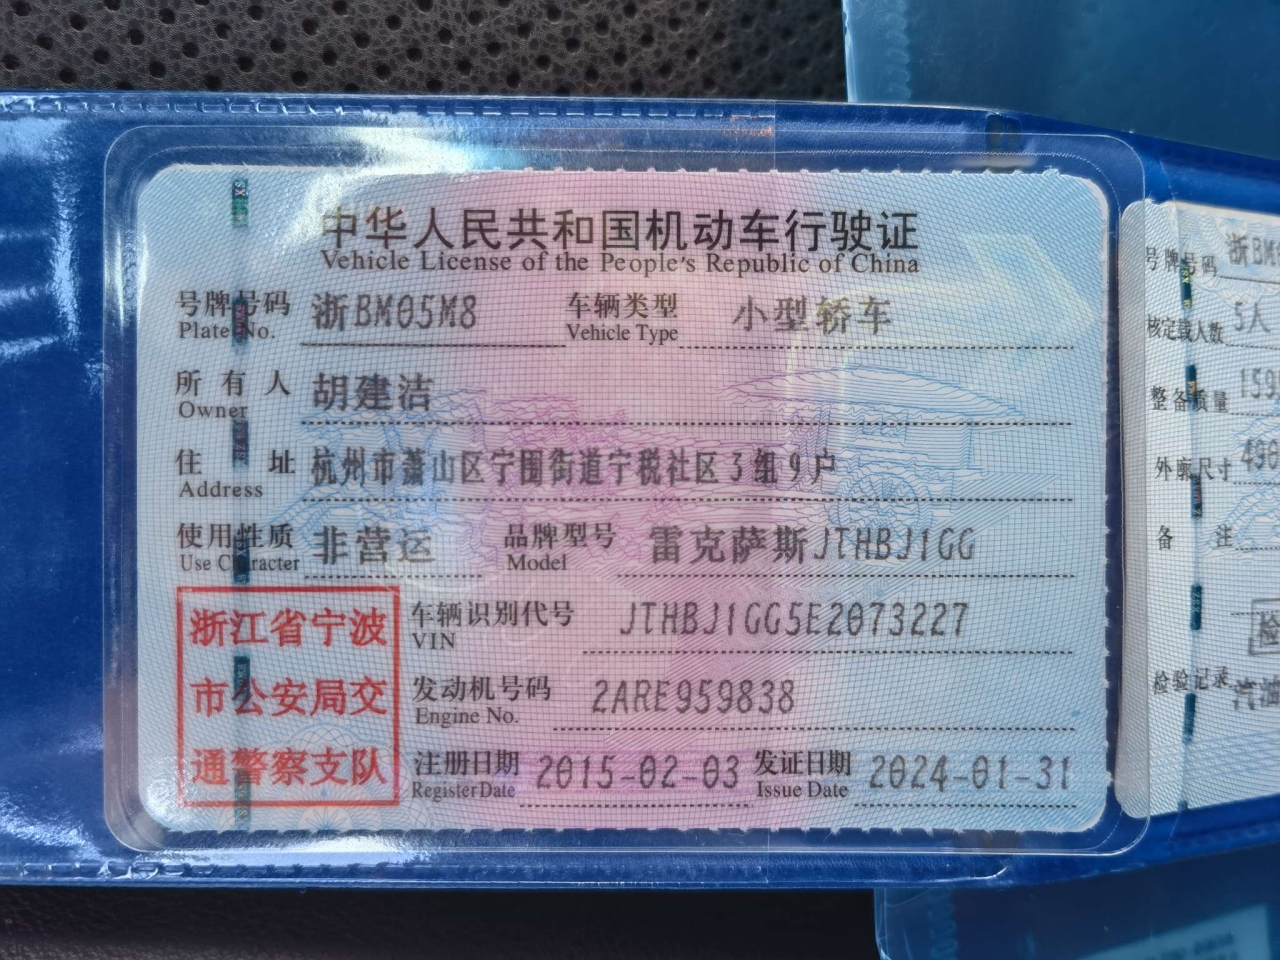 中华人民共和国机动车行驶证
Vehicle License of the People's Republic of China
号牌号码 浙BM05M8 车辆类型 小型轿车
Plate No. Vehicle Type
所有人 胡建洁
Owner
住址 杭州市萧山区宁围街道宁税社区3组9户
Address
使用性质 非营运 品牌型号 雷克萨斯JTHBJ1GG
Use Character Model
车辆识别代号 JTHBJ1GG5E2073227
VIN
发动机号码 2ARE959838
Engine No.
注册日期 2015-02-03 发证日期 2024-01-31
Register Date Issue Date
浙江省宁波
市公安局交
通警察支队
号牌号码 浙BM
核定载人数 5人
整备质量 159
外廓尺寸 49
备注
检
检验记录 汽油